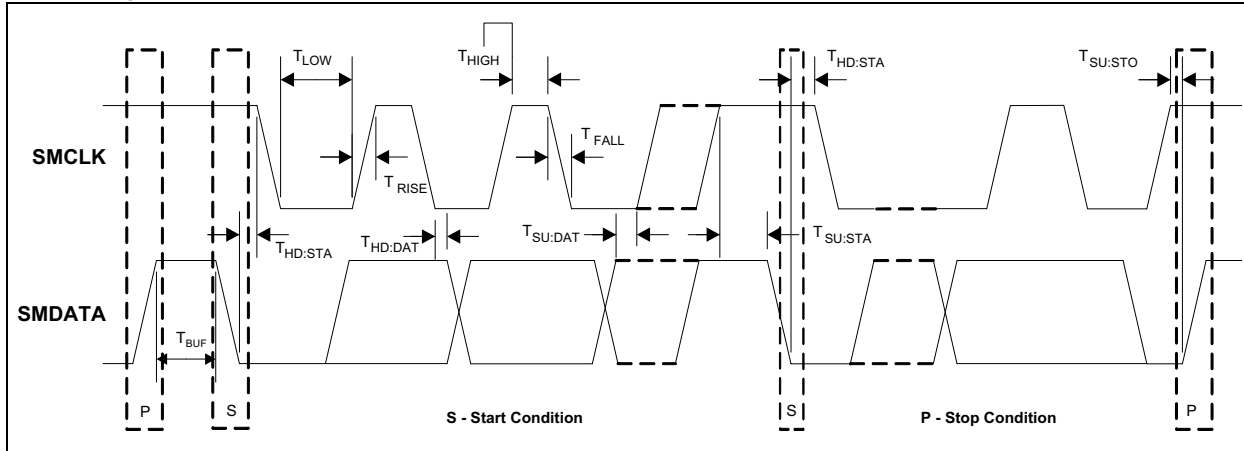 T_LOW
T_HIGH
T_HD:STA
T_SU:STO
SMCLK
T_FALL
T_RISE
T_HD:STA
T_HD:DAT
T_SU:DAT
T_SU:STA
SMDATA
T_BUF
P
S
S - Start Condition
S
P - Stop Condition
P